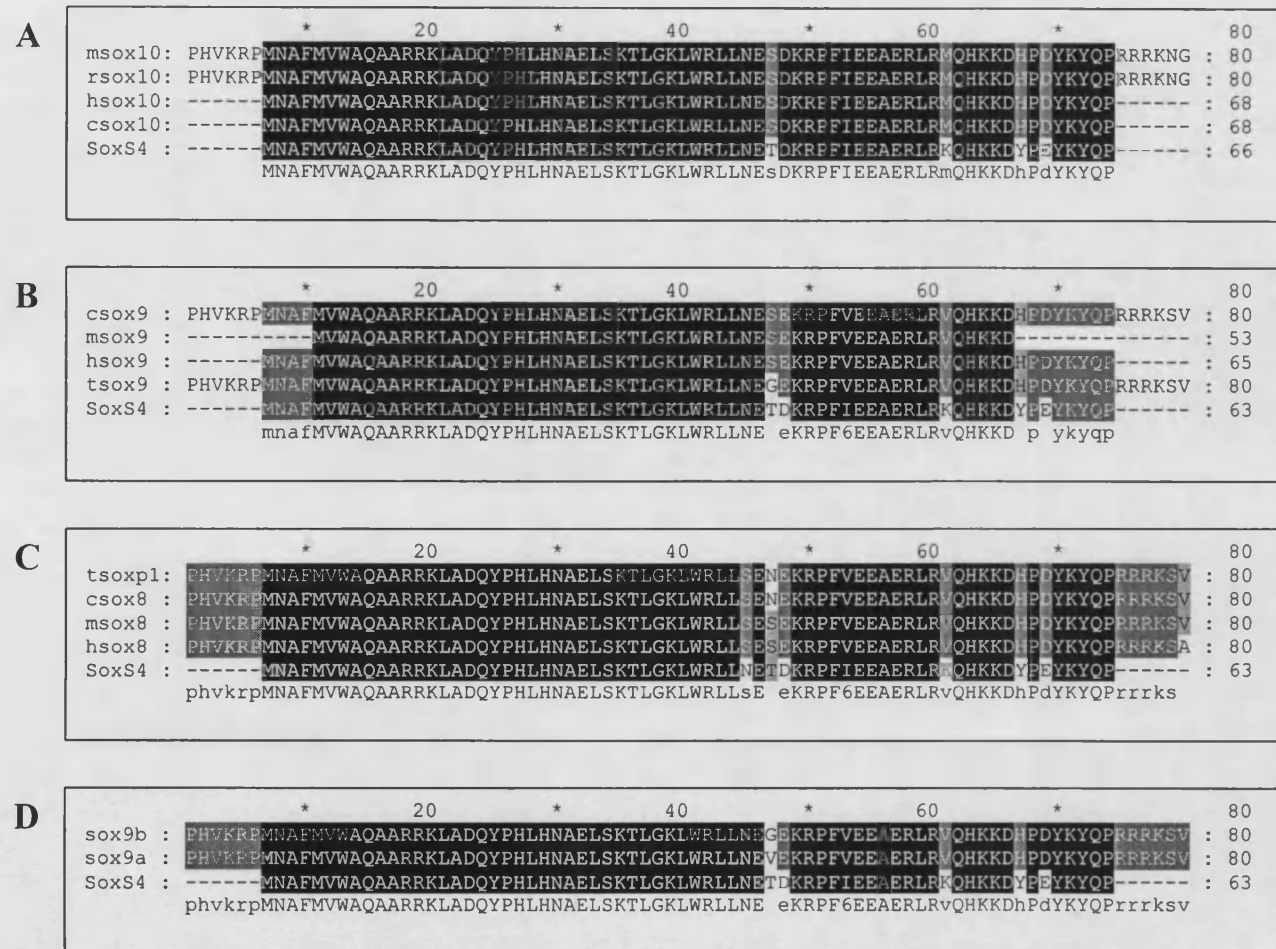 A
* 20 * 40 * 60 * 80
msox10: PHVKRPMNAFMVWAQAARRKLADQYPHLHNAELSKTLGKLWRLLNESDKRPFIEEAERLRMQHKKDHPDYKYQPRRRKNG : 80
rsox10: PHVKRPMNAFMVWAQAARRKLADQYPHLHNAELSKTLGKLWRLLNESDKRPFIEEAERLRMQHKKDHPDYKYQPRRRKNG : 80
hsox10: ------MNAFMVWAQAARRKLADQYPHLHNAELSKTLGKLWRLLNESDKRPFIEEAERLRMQHKKDHPDYKYQP------ : 68
csox10: ------MNAFMVWAQAARRKLADQYPHLHNAELSKTLGKLWRLLNESDKRPFIEEAERLRMQHKKDHPDYKYQP------ : 68
SoxS4 : ------MNAFMVWAQAARRKLADQYPHLHNAELSKTLGKLWRLLNETDKRPFIEEAERLRKQHKKDYPEYKYQP------ : 66
MNAFMVWAQAARRKLADQYPHLHNAELSKTLGKLWRLLNEsDKRPFIEEAERLRmQHKKDhPdYKYQP
B
* 20 * 40 * 60 * 80
csox9 : PHVKRPMNAFMVWAQAARRKLADQYPHLHNAELSKTLGKLWRLLNESEKRPFVEEAERLRVQHKKDHPDYKYQPRRRKSV : 80
msox9 : ----------MVWAQAARRKLADQYPHLHNAELSKTLGKLWRLLNESEKRPFVEEAERLRVQHKKD-------------- : 53
hsox9 : ------MNAFMVWAQAARRKLADQYPHLHNAELSKTLGKLWRLLNESEKRPFVEEAERLRVQHKKDHPDYKYQP------ : 65
tsox9 : PHVKRPMNAFMVWAQAARRKLADQYPHLHNAELSKTLGKLWRLLNEGEKRPFVEEAERLRVQHKKDHPDYKYQPRRRKSV : 80
SoxS4 : ------MNAFMVWAQAARRKLADQYPHLHNAELSKTLGKLWRLLNETDKRPFIEEAERLRKQHKKDYPEYKYQP------ : 63
mnafMVWAQAARRKLADQYPHLHNAELSKTLGKLWRLLNE eKRPF6EEAERLRvQHKKD p ykyqp
C
* 20 * 40 * 60 * 80
tsoxp1: PHVKRPMNAFMVWAQAARRKLADQYPHLHNAELSKTLGKLWRLLSENEKRPFVEEAERLRVQHKKDHPDYKYQPRRRKSV : 80
csox8 : PHVKRPMNAFMVWAQAARRKLADQYPHLHNAELSKTLGKLWRLLSENEKRPFVEEAERLRVQHKKDHPDYKYQPRRRKSV : 80
msox8 : PHVKRPMNAFMVWAQAARRKLADQYPHLHNAELSKTLGKLWRLLSESEKRPFVEEAERLRVQHKKDHPDYKYQPRRRKSV : 80
hsox8 : PHVKRPMNAFMVWAQAARRKLADQYPHLHNAELSKTLGKLWRLLSESEKRPFVEEAERLRVQHKKDHPDYKYQPRRRKSA : 80
SoxS4 : ------MNAFMVWAQAARRKLADQYPHLHNAELSKTLGKLWRLLNETDKRPFIEEAERLRKQHKKDYPEYKYQP------ : 63
phvkrpMNAFMVWAQAARRKLADQYPHLHNAELSKTLGKLWRLLsE eKRPF6EEAERLRvQHKKDhPdYKYQPrrrks
D
* 20 * 40 * 60 * 80
sox9b : PHVKRPMNAFMVWAQAARRKLADQYPHLHNAELSKTLGKLWRLLNEGEKRPFVEEAERLRVQHKKDHPDYKYQPRRRKSV : 80
sox9a : PHVKRPMNAFMVWAQAARRKLADQYPHLHNAELSKTLGKLWRLLNEVEKRPFVEEAERLRVQHKKDHPDYKYQPRRRKSV : 80
SoxS4 : ------MNAFMVWAQAARRKLADQYPHLHNAELSKTLGKLWRLLNETDKRPFIEEAERLRKQHKKDYPEYKYQP------ : 63
phvkrpMNAFMVWAQAARRKLADQYPHLHNAELSKTLGKLWRLLNE eKRPF6EEAERLRvQHKKDhPdYKYQPrrrksv